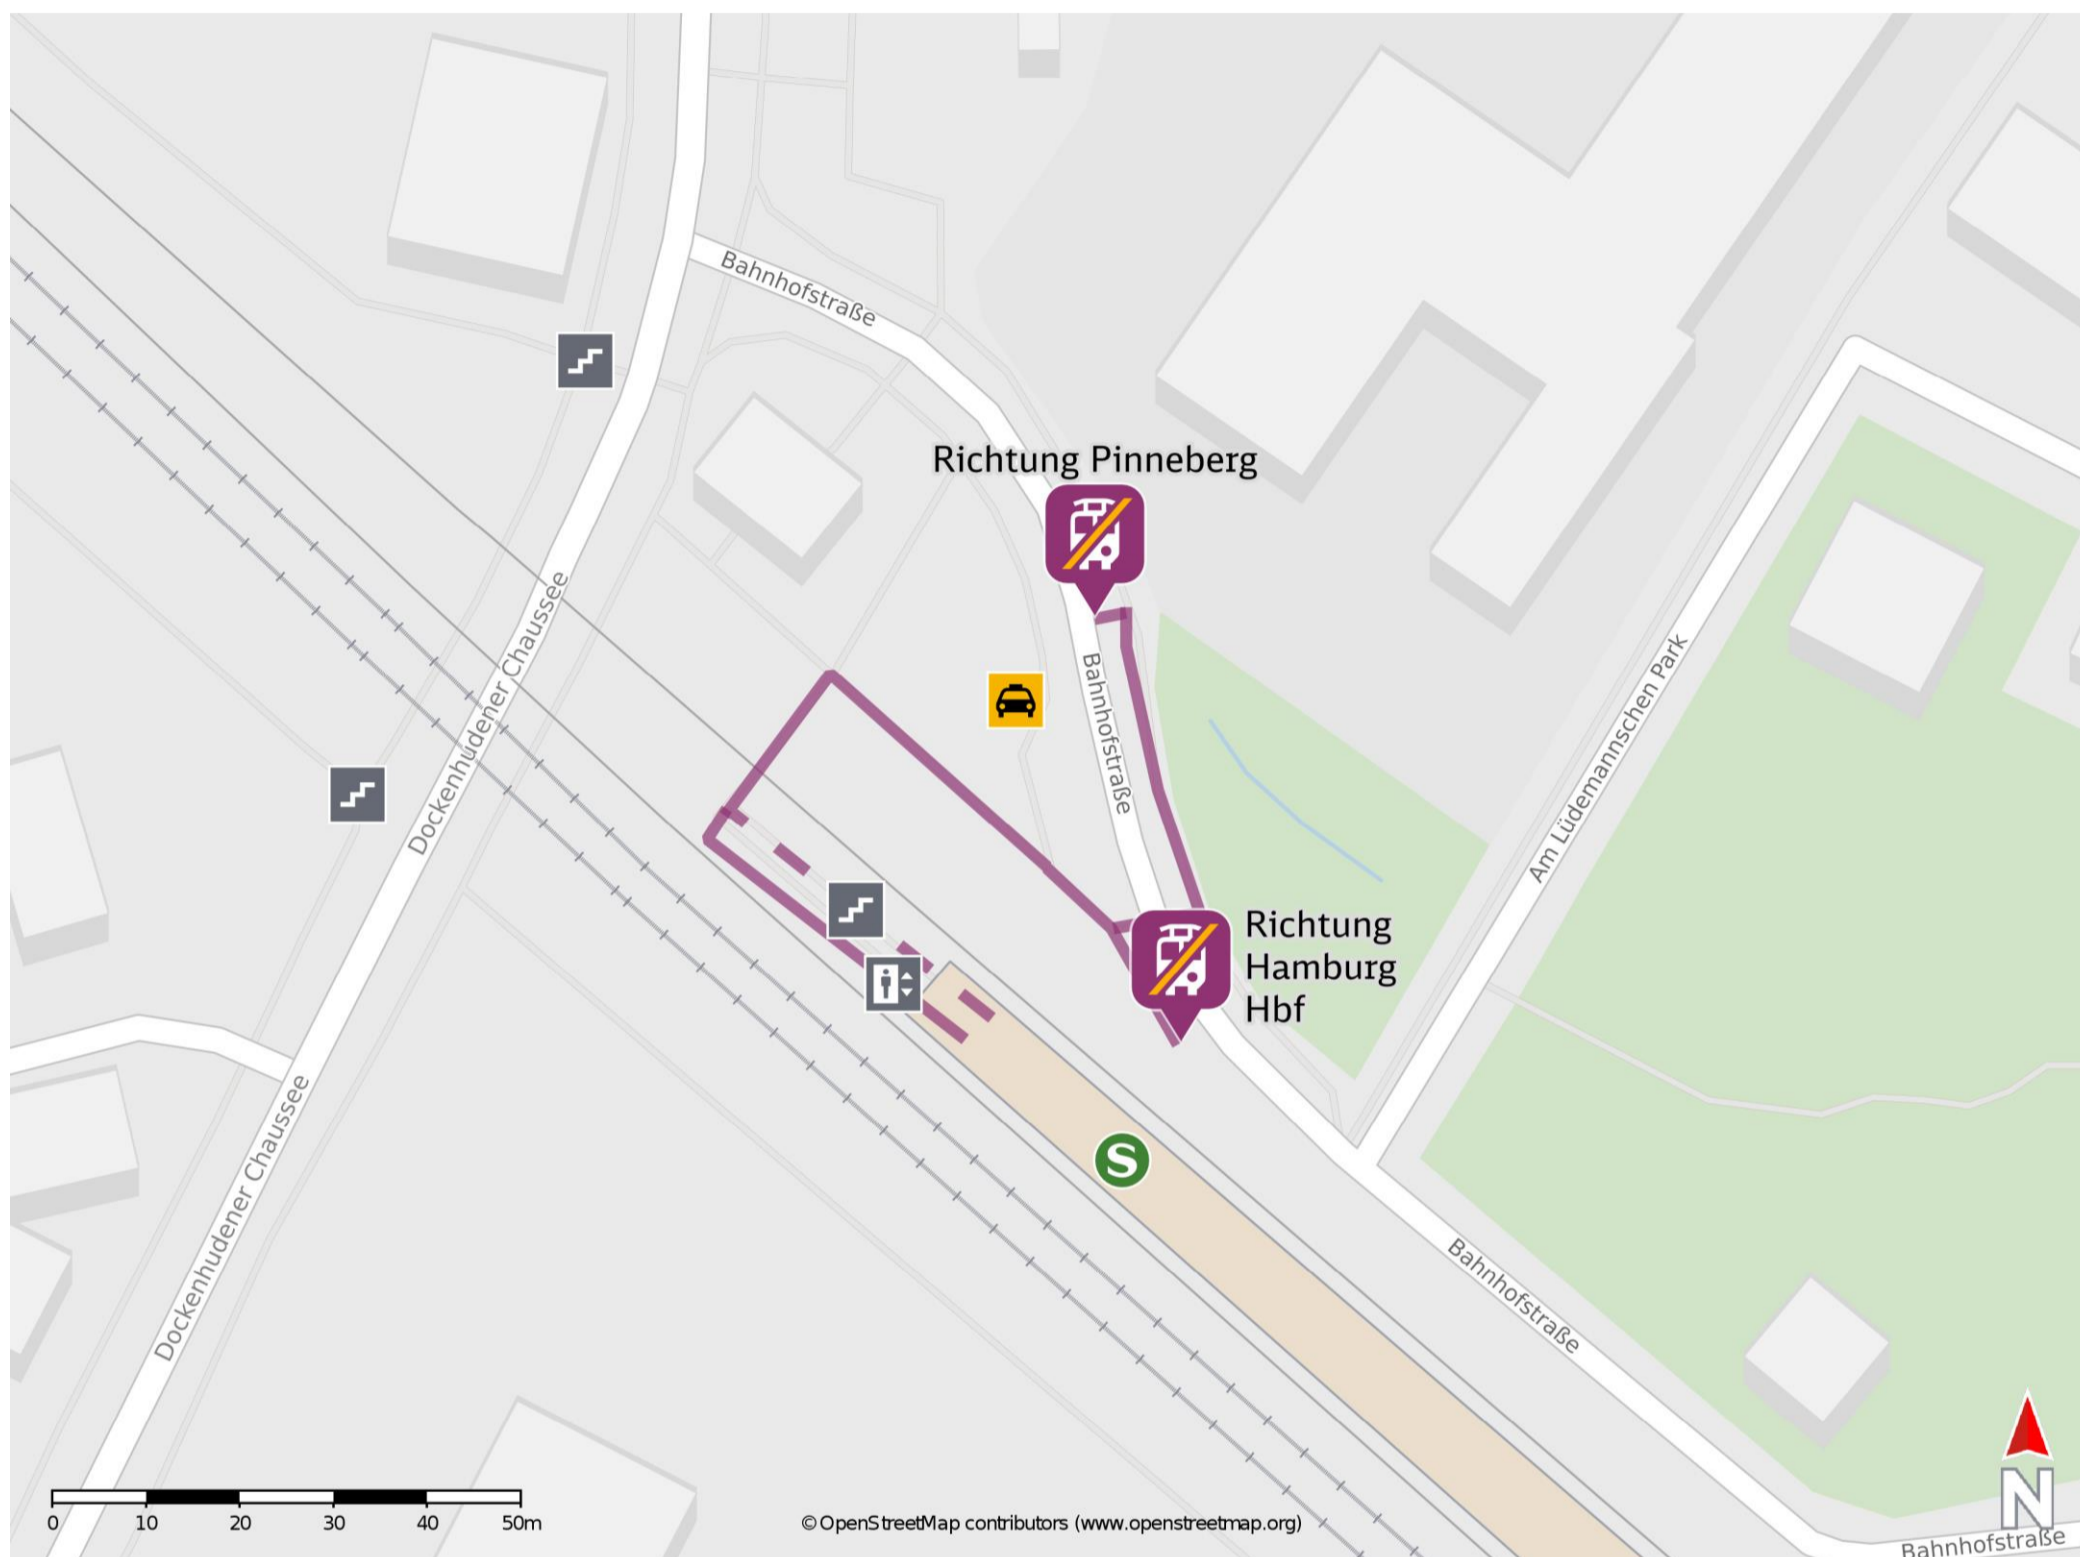 Bahnhofstraße
Richtung Pinneberg
Dockenhudener Chaussee
Bahnhofstraße
Am Lüdemannschen Park
Richtung
Hamburg
Hbf
S
Dockenhudener Chaussee
Bahnhofstraße
N
0 10 20 30 40 50m
© OpenStreetMap contributors (www.openstreetmap.org)
Bahnhofstraße